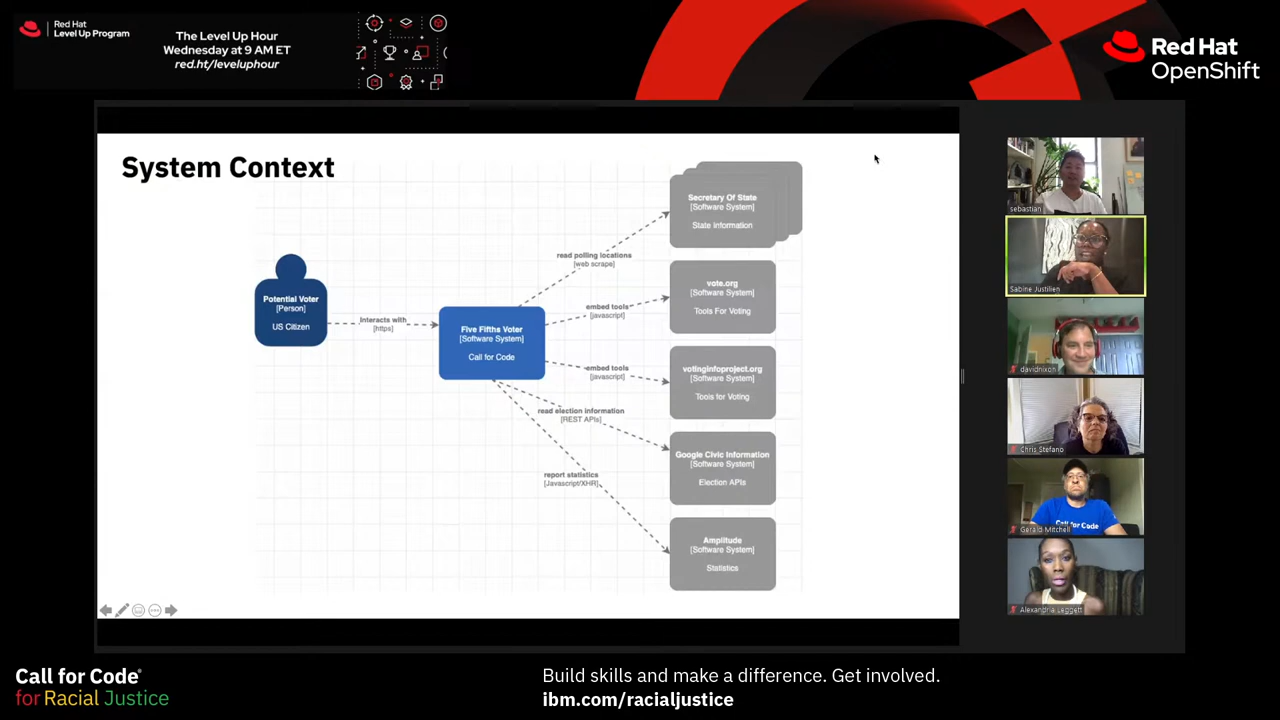 Red Hat
Level Up Program
The Level Up Hour
Wednesday at 9 AM ET
red.ht/leveluphour
Red Hat
OpenShift
System Context
Potential Voter
[Person]
US Citizen
Interacts with
[https]
Five Fifths Voter
[Software System]
Call for Code
read polling locations
[web scrape]
embed tools
[javascript]
embed tools
[javascript]
read election information
[REST APIs]
report statistics
[Javascript/XHR]
Secretary Of State
[Software System]
State Information
vote.org
[Software System]
Tools For Voting
votinginfoproject.org
[Software System]
Tools for Voting
Google Civic Information
[Software System]
Election APIs
Amplitude
[Software System]
Statistics
sebastian
Sabine Justilien
davidnixon
Chris Stefano
Call for Code
Gerald Mitchell
Alexandria Leggett
Call for Code®
for Racial Justice
Build skills and make a difference. Get involved.
ibm.com/racialjustice